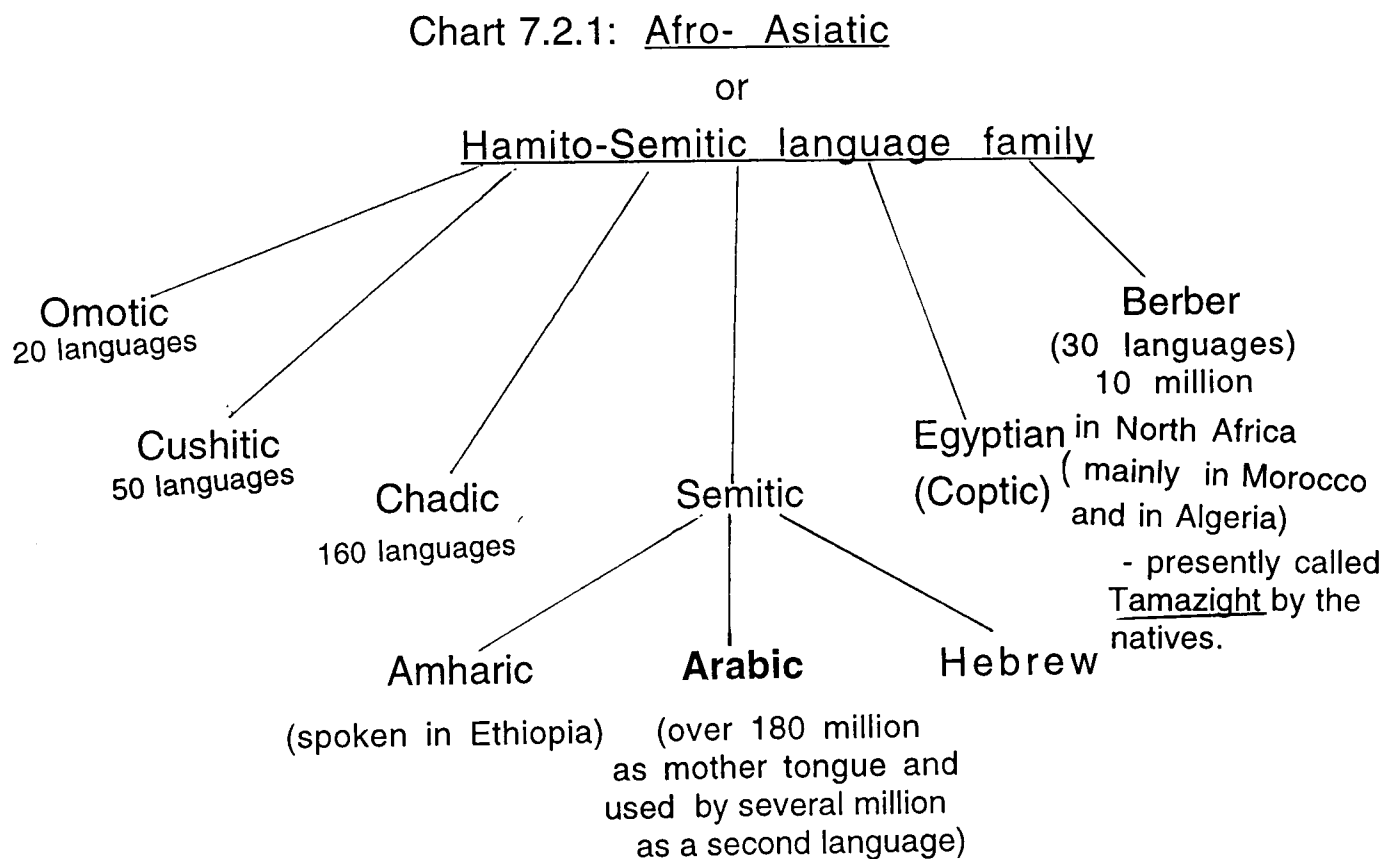 Chart 7.2.1: Afro- Asiatic
or
Hamito-Semitic language family
Omotic
20 languages
Cushitic
50 languages
Chadic
160 languages
Semitic
Egyptian
(Coptic)
Berber
(30 languages)
10 million
in North Africa
( mainly in Morocco
and in Algeria)
- presently called
Tamazight by the
natives.
Amharic
(spoken in Ethiopia)
Arabic
(over 180 million
as mother tongue and
used by several million
as a second language)
Hebrew